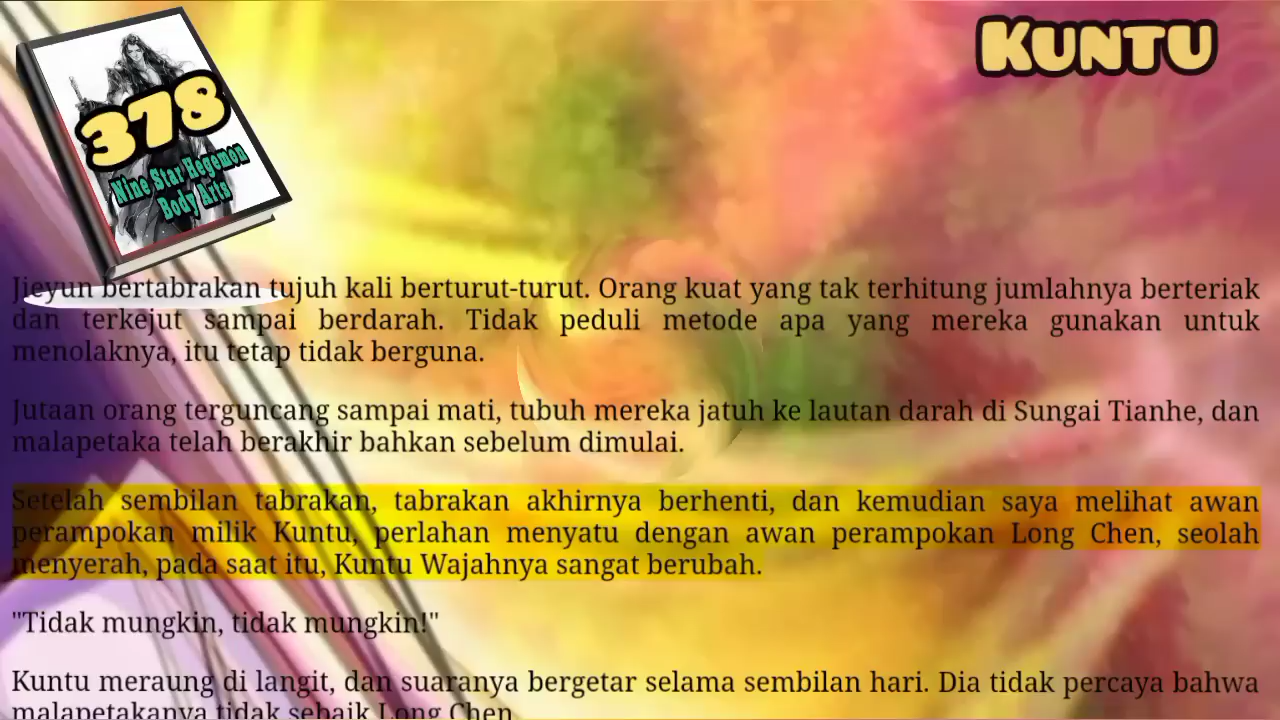 378
Nine Star Hegemon
Body Arts
KUNTU
Jieyun bertabrakan tujuh kali berturut-turut. Orang kuat yang tak terhitung jumlahnya berteriak
dan terkejut sampai berdarah. Tidak peduli metode apa yang mereka gunakan untuk
menolaknya, itu tetap tidak berguna.
Jutaan orang terguncang sampai mati, tubuh mereka jatuh ke lautan darah di Sungai Tianhe, dan
malapetaka telah berakhir bahkan sebelum dimulai.
Setelah sembilan tabrakan, tabrakan akhirnya berhenti, dan kemudian saya melihat awan
perampokan milik Kuntu, perlahan menyatu dengan awan perampokan Long Chen, seolah
menyerah, pada saat itu, Kuntu Wajahnya sangat berubah.
"Tidak mungkin, tidak mungkin!"
Kuntu meraung di langit, dan suaranya bergetar selama sembilan hari. Dia tidak percaya bahwa
malapetakanya tidak sebaik Long Chen.